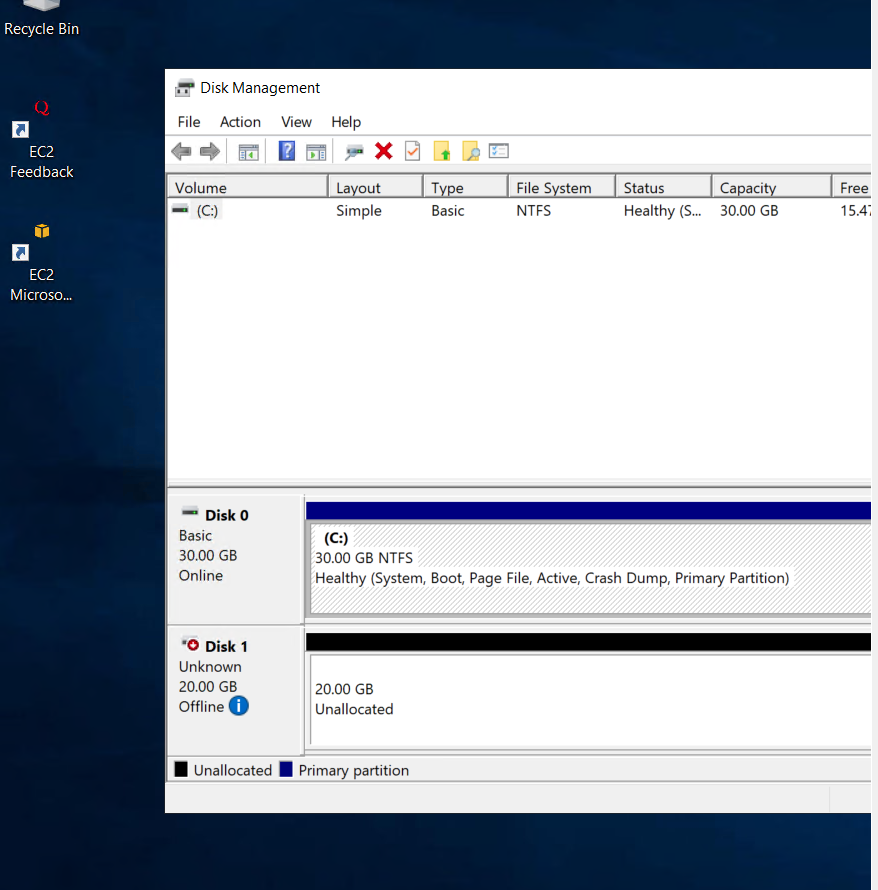 Recycle Bin
EC2
Feedback
EC2
Microso...
Disk Management
File Action View Help
Volume Layout Type File System Status Capacity Free
(C:) Simple Basic NTFS Healthy (S... 30.00 GB 15.47
Disk 0
Basic
30.00 GB
Online
(C:)
30.00 GB NTFS
Healthy (System, Boot, Page File, Active, Crash Dump, Primary Partition)
Disk 1
Unknown
20.00 GB
Offline
20.00 GB
Unallocated
Unallocated Primary partition